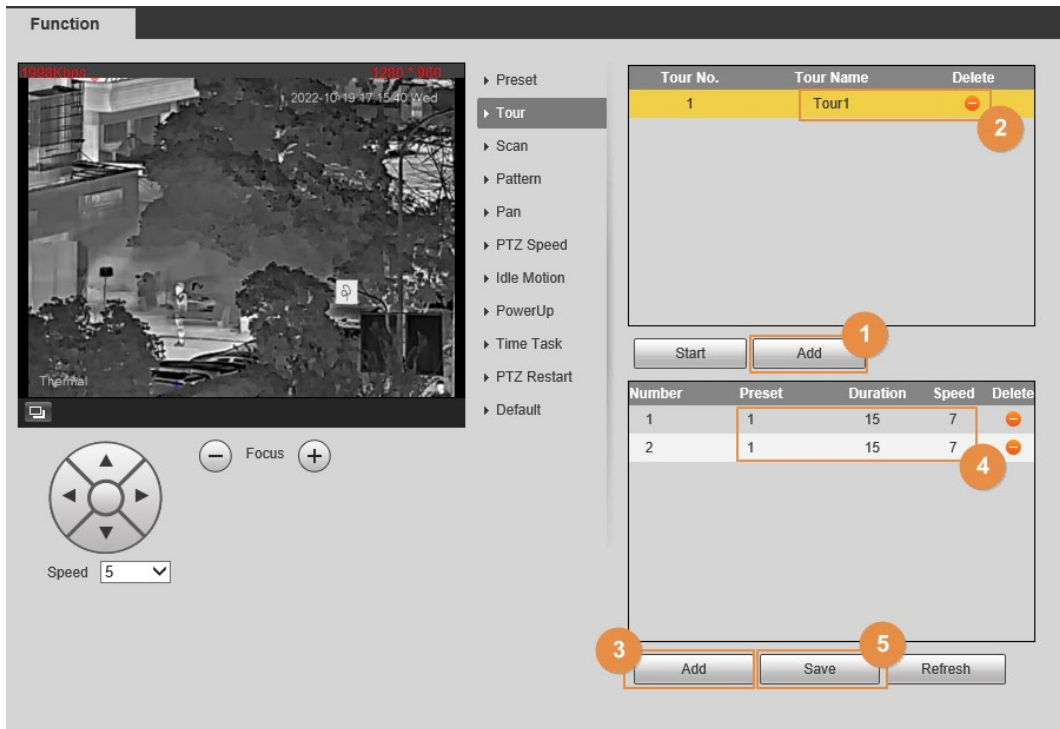 Function
1998Kbps
1280 * 960
2022-10-19 17:15:40 Wed
Thermal
Focus
Speed 5
Preset
Tour
Scan
Pattern
Pan
PTZ Speed
Idle Motion
PowerUp
Time Task
PTZ Restart
Default
Tour No. Tour Name Delete
1 Tour1
2
1
Start Add
Number Preset Duration Speed Delete
1 1 15 7
2 1 15 7
4
3
5
Add Save Refresh